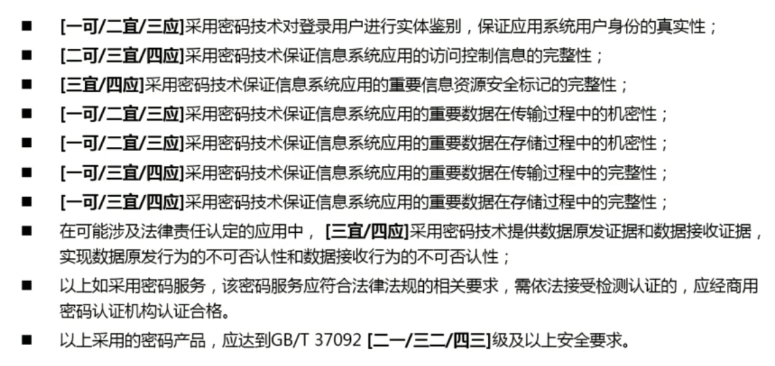 ■ [一可/二宜/三应]采用密码技术对登录用户进行实体鉴别，保证应用系统用户身份的真实性；
■ [二可/三宜/四应]采用密码技术保证信息系统应用的访问控制信息的完整性；
■ [三宜/四应]采用密码技术保证信息系统应用的重要信息资源安全标记的完整性；
■ [一可/二宜/三应]采用密码技术保证信息系统应用的重要数据在传输过程中的机密性；
■ [一可/二宜/三应]采用密码技术保证信息系统应用的重要数据在存储过程中的机密性；
■ [一可/三宜/四应]采用密码技术保证信息系统应用的重要数据在传输过程中的完整性；
■ [一可/三宜/四应]采用密码技术保证信息系统应用的重要数据在存储过程中的完整性；
■ 在可能涉及法律责任认定的应用中，[三宜/四应]采用密码技术提供数据原发证据和数据接收证据，
实现数据原发行为的不可否认性和数据接收行为的不可否认性；
■ 以上如采用密码服务，该密码服务应符合法律法规的相关要求，需依法接受检测认证的，应经商用
密码认证机构认证合格。
■ 以上采用的密码产品，应达到GB/T 37092 [二一/三二/四三]级及以上安全要求。